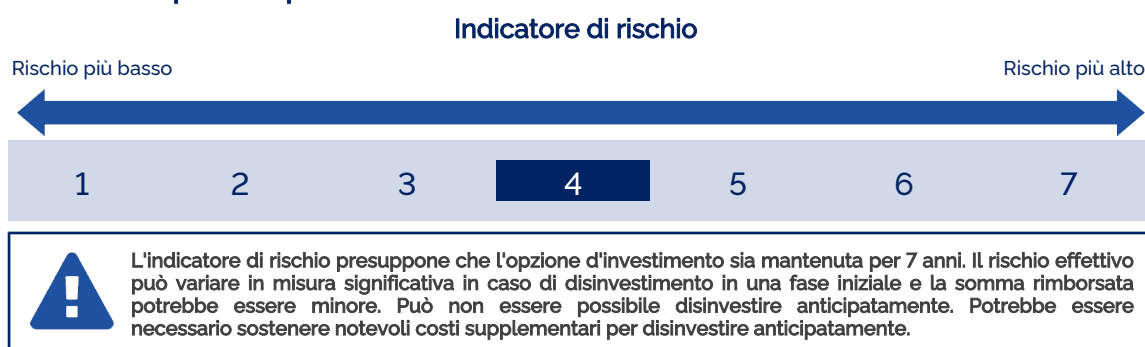 Indicatore di rischio
Rischio più basso
Rischio più alto
1 2 3 4 5 6 7
L'indicatore di rischio presuppone che l'opzione d'investimento sia mantenuta per 7 anni. Il rischio effettivo
può variare in misura significativa in caso di disinvestimento in una fase iniziale e la somma rimborsata
potrebbe essere minore. Può non essere possibile disinvestire anticipatamente. Potrebbe essere
necessario sostenere notevoli costi supplementari per disinvestire anticipatamente.